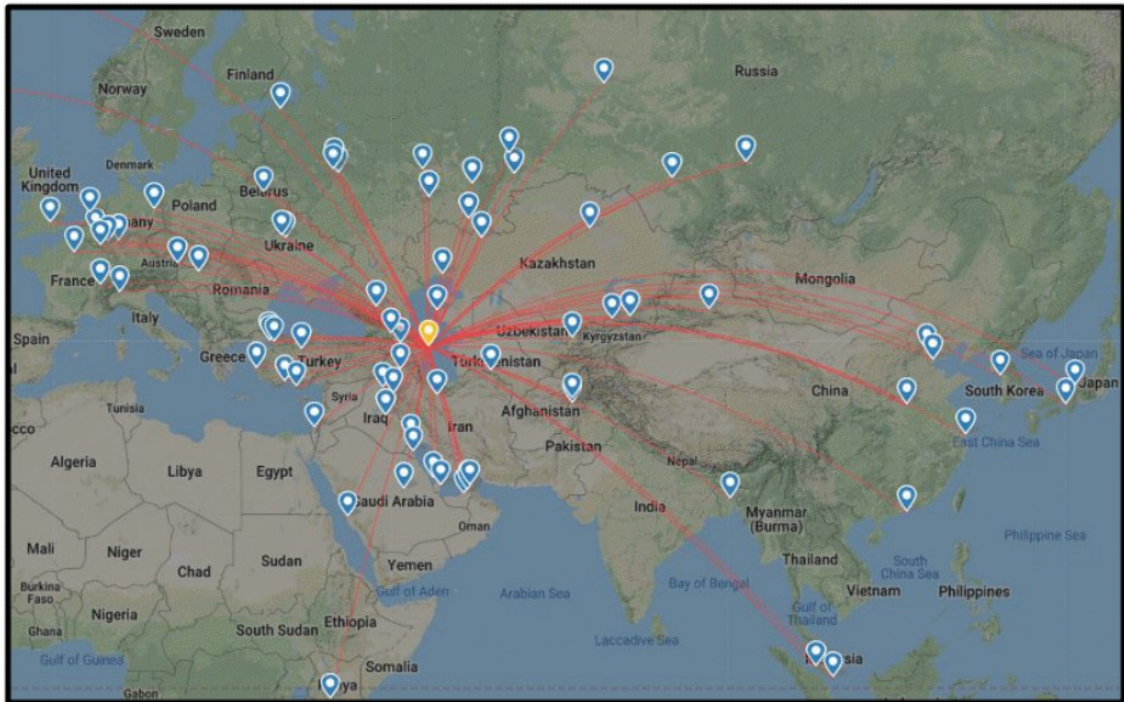 Sweden
Finland
Norway
Russia
United
Kingdom
Denmark
Belarus
Poland
many
Ukraine
Austria
France
Romania
Kazakhstan
Mongolia
Italy
Spain
Uzbekistan
Kyrgyzstan
Greece
Turkey
Turkmenistan
Sea of Japan
South Korea
Japan
China
Syria
Tunisia
Iraq
Iran
Afghanistan
East China Sea
Pakistan
Algeria
Libya
Egypt
Nepal
Saudi Arabia
India
Myanmar
(Burma)
Oman
Philippine Sea
Mali
Niger
Chad
Sudan
Yemen
Thailand
South
China Sea
Burkina
Faso
Gulf of Aden
Arabian Sea
Bay of Bengal
Vietnam
Philippines
Nigeria
Ethiopia
Gulf of
Thailand
Ghana
South Sudan
Laccadive Sea
Gulf of Guinea
Somalia
Gabon